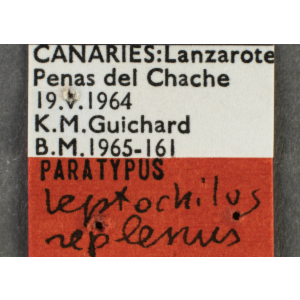 CANARIES:Lanzarote
Penas del Chache
19.V.1964
K.M.Guichard
B.M.1965-161
PARATYPUS
leptochilus
replenus